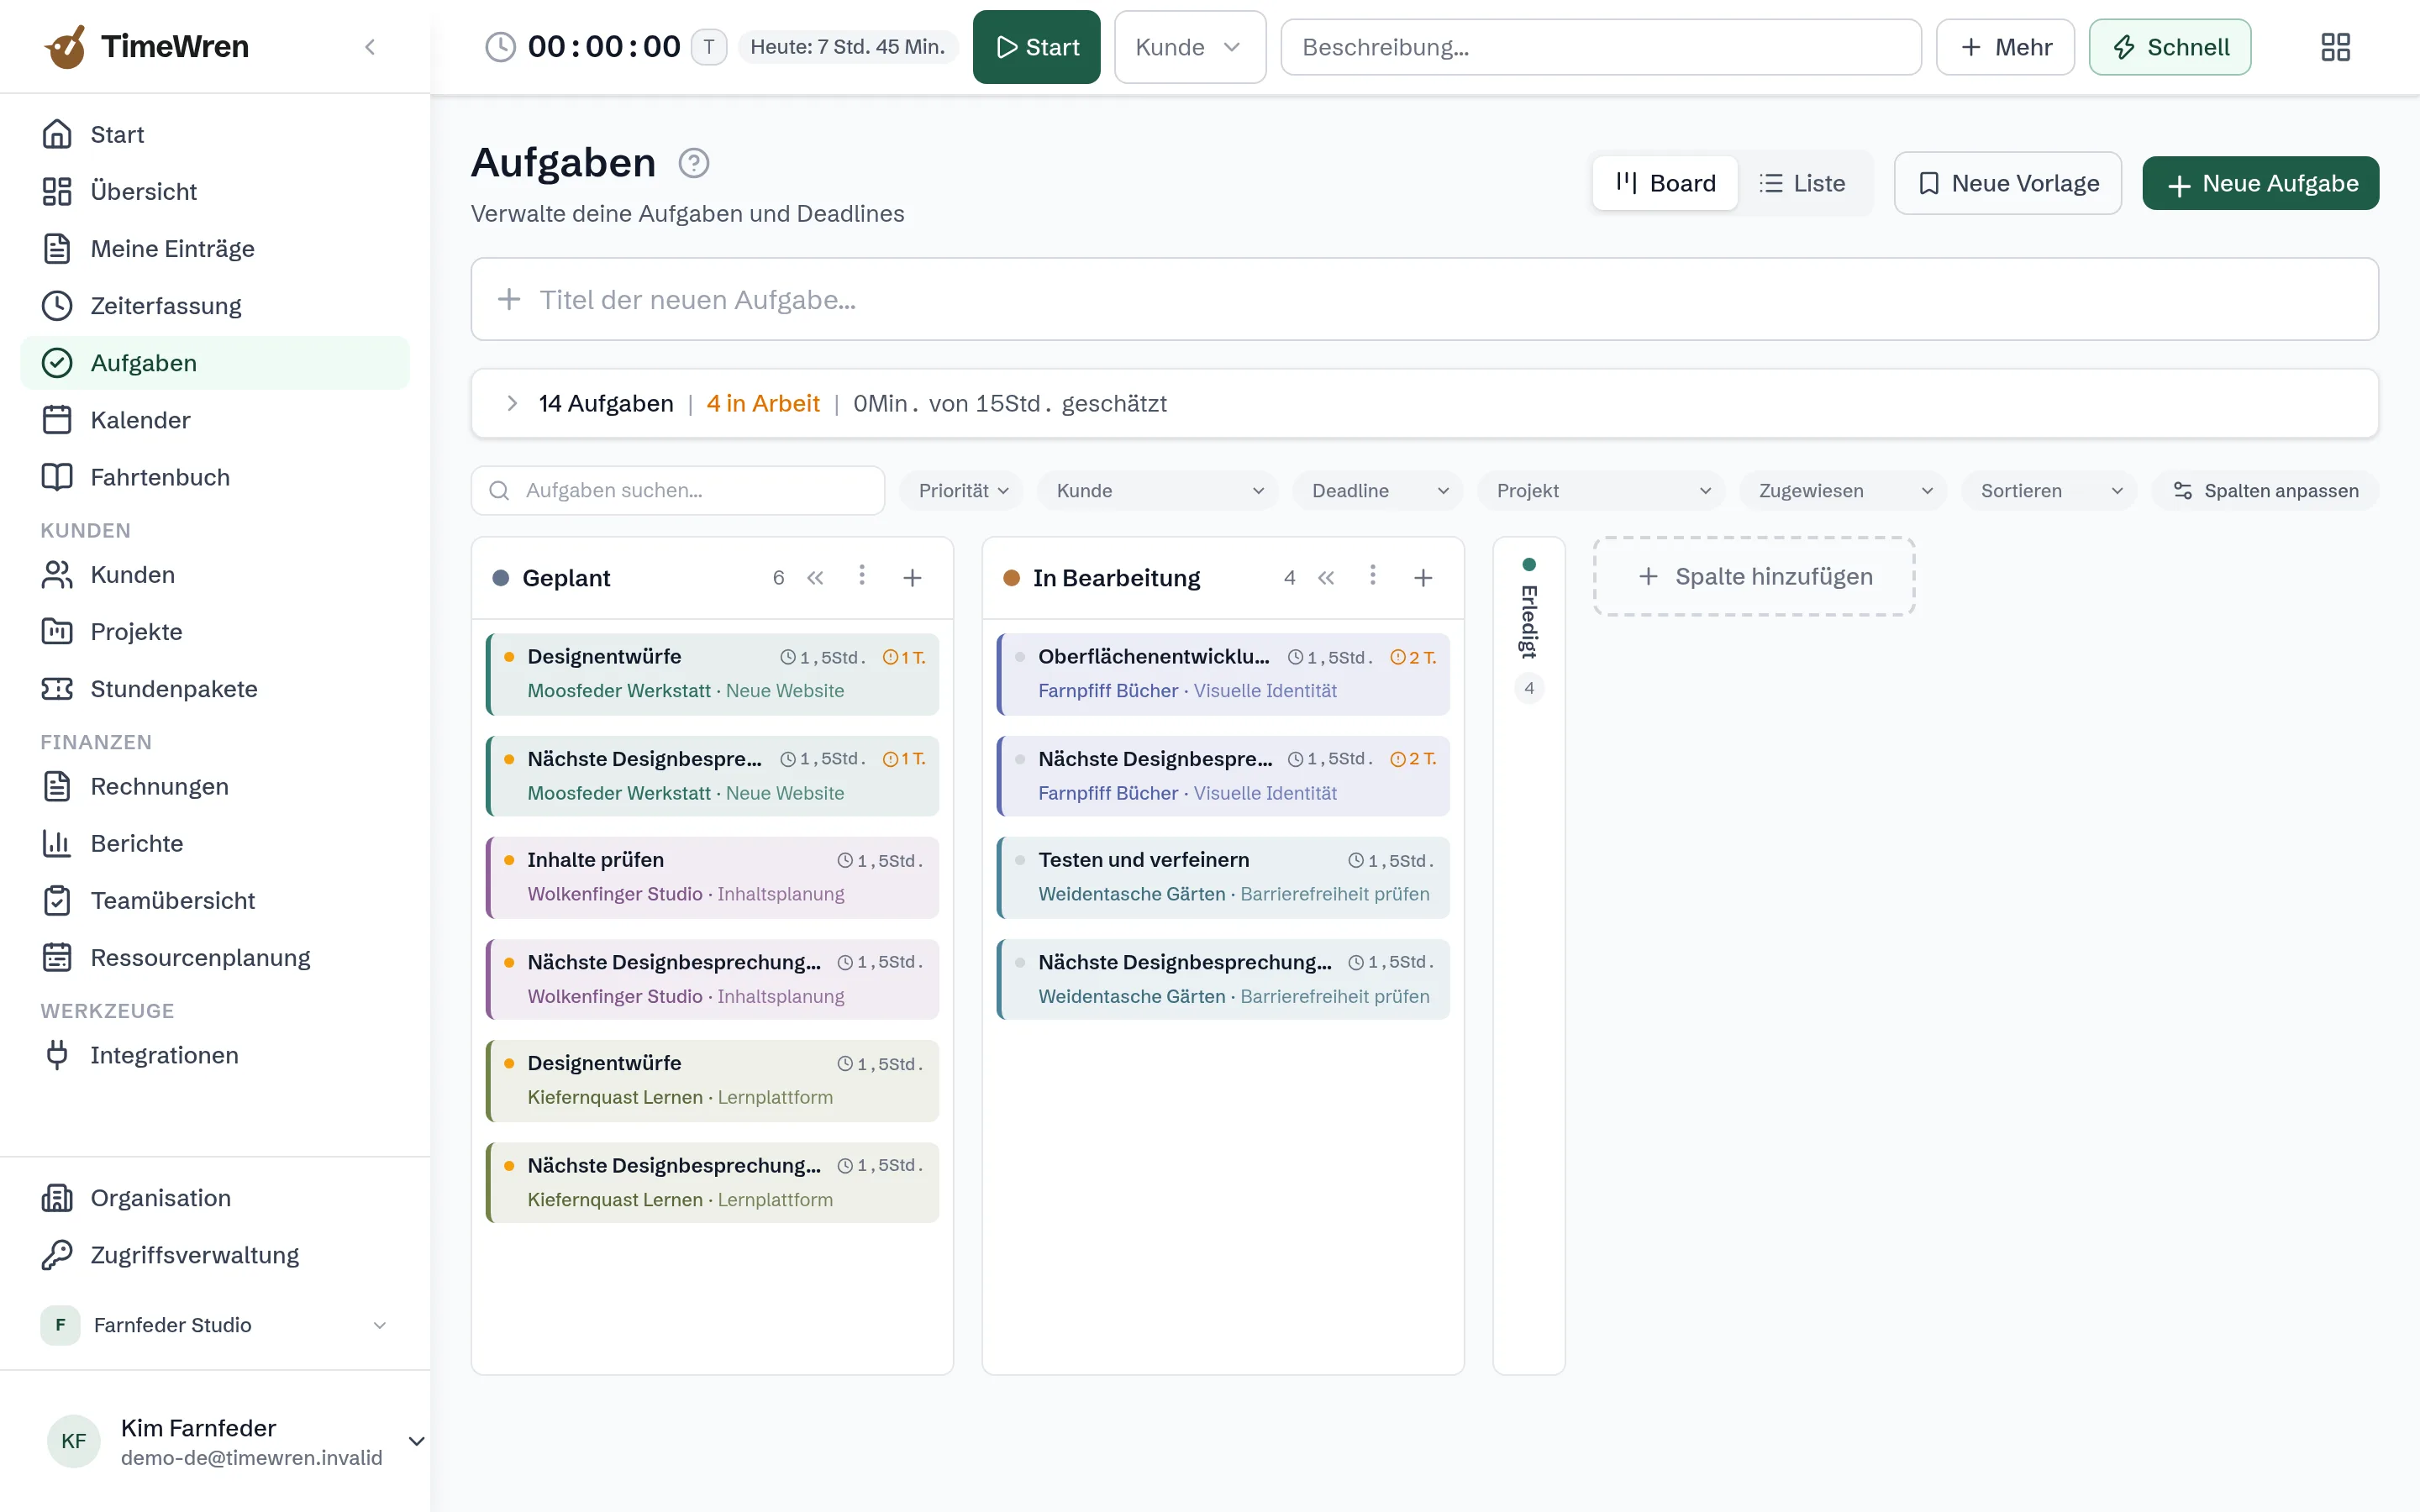 TimeWren
00:00:00 T Heute: 7 Std. 45 Min. Start Kunde Beschreibung... Mehr Schnell
Start
Übersicht
Meine Einträge
Zeiterfassung
Aufgaben
Kalender
Fahrtenbuch
KUNDEN
Kunden
Projekte
Stundenpakete
FINANZEN
Rechnungen
Berichte
Teamübersicht
Ressourcenplanung
WERKZEUGE
Integrationen
Organisation
Zugriffsverwaltung
F Farnfeder Studio
KF Kim Farnfeder
demo-de@timewren.invalid
Aufgaben
Verwalte deine Aufgaben und Deadlines
Board Liste Neue Vorlage Neue Aufgabe
Titel der neuen Aufgabe...
14 Aufgaben | 4 in Arbeit | 0Min. von 15Std. geschätzt
Aufgaben suchen... Priorität Kunde Deadline Projekt Zugewiesen Sortieren Spalten anpassen
Geplant 6
Designentwürfe 1,5Std. 1 T.
Moosfeder Werkstatt · Neue Website
Nächste Designbespre... 1,5Std. 1 T.
Moosfeder Werkstatt · Neue Website
Inhalte prüfen 1,5Std.
Wolkenfinger Studio · Inhaltsplanung
Nächste Designbesprechung... 1,5Std.
Wolkenfinger Studio · Inhaltsplanung
Designentwürfe 1,5Std.
Kiefernquast Lernen · Lernplattform
Nächste Designbesprechung... 1,5Std.
Kiefernquast Lernen · Lernplattform
In Bearbeitung 4
Oberflächenentwicklu... 1,5Std. 2 T.
Farnpfiff Bücher · Visuelle Identität
Nächste Designbespre... 1,5Std. 2 T.
Farnpfiff Bücher · Visuelle Identität
Testen und verfeinern 1,5Std.
Weidentasche Gärten · Barrierefreiheit prüfen
Nächste Designbesprechung... 1,5Std.
Weidentasche Gärten · Barrierefreiheit prüfen
Erledigt
4
Spalte hinzufügen